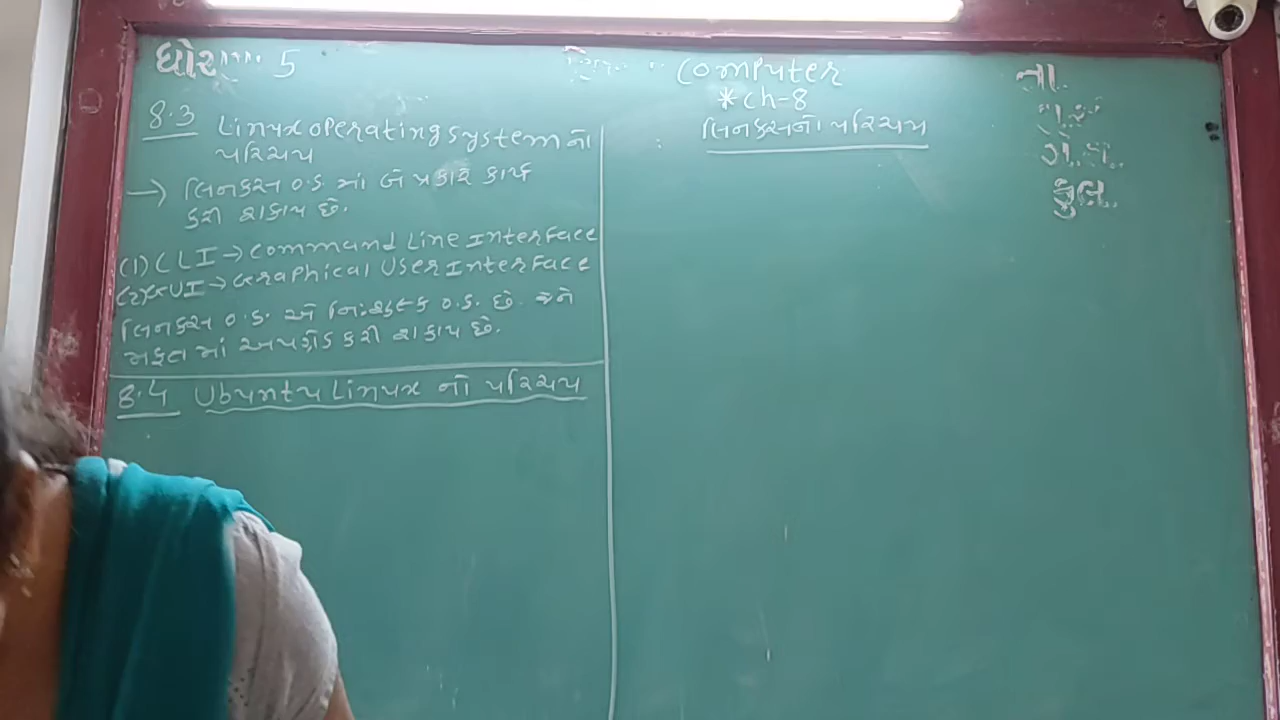 ધોરણ 5
Computer
* ch-8
લિનક્સનો પરિચય
તા.
ગે.હા.
કુલ
8.3 Linux operating system નો
પરિચય
→ લિનક્સ O.S. માં બે પ્રકારે કાર્ય
કરી શકાય છે.
(1) CLI → Command Line Interface
(2) GUI → Graphical User Interface
લિનક્સ O.S. એ નિઃશુલ્ક O.S. છે. જેને
મફત માં અપગ્રેડ કરી શકાય છે.
8.4 Ubuntu Linux નો પરિચય